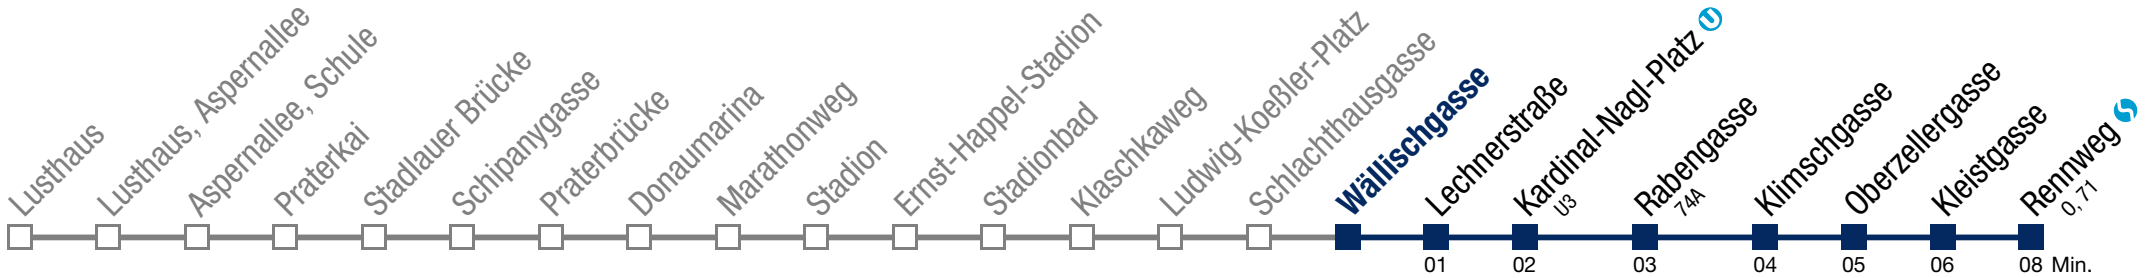 Lusthaus
Lusthaus, Aspernallee
Aspernallee, Schule
Praterkai
Stadlauer Brücke
Schipanygasse
Praterbrücke
Donaumarina
Marathonweg
Stadion
Ernst-Happel-Stadion
Stadionbad
Klaschkaweg
Ludwig-Koeßler-Platz
Schlachthausgasse
Wällischgasse
Lechnerstraße
Kardinal-Nagl-Platz U
U3
Rabengasse
74A
Klimschgasse
Oberzellergasse
Kleistgasse
Rennweg S
0, 71
01 02 03 04 05 06 08 Min.